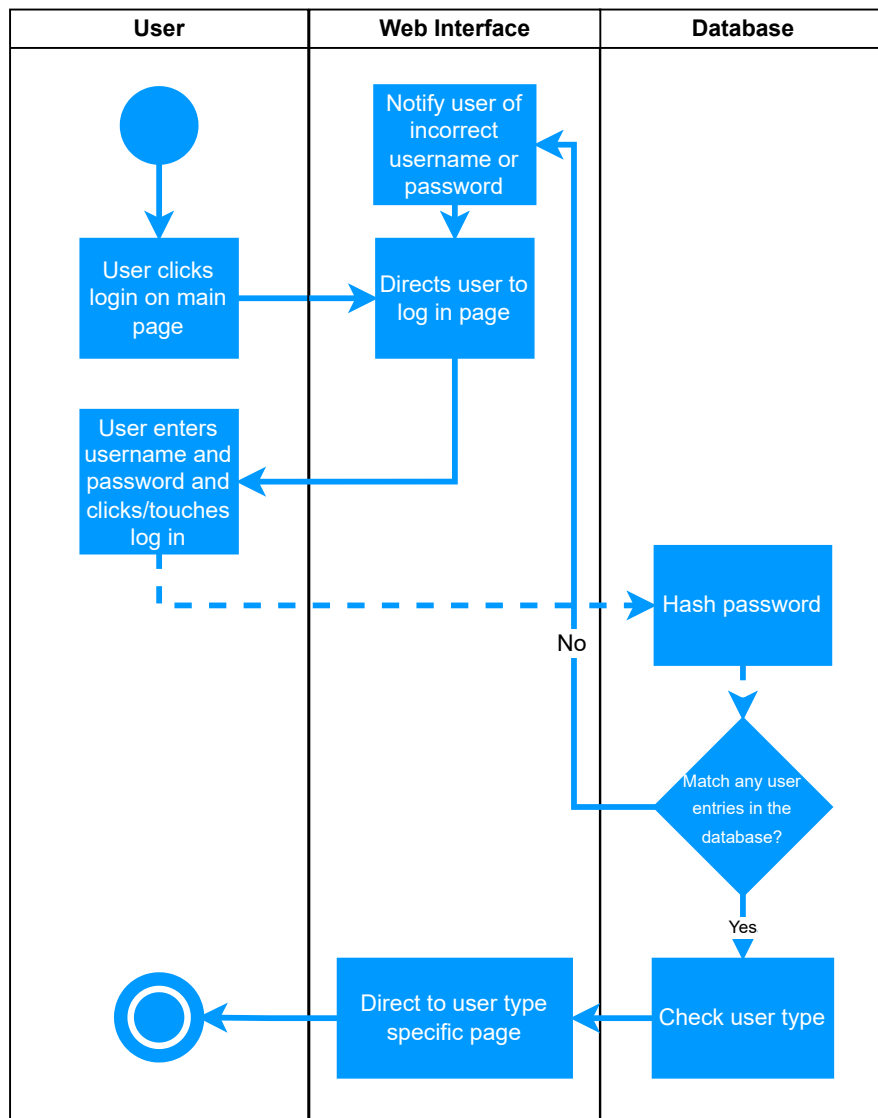 User
Web Interface
Database
Notify user of
incorrect
username or
password
User clicks
login on main
page
Directs user to
log in page
User enters
username and
password and
clicks/touches
log in
Hash password
No
Match any user
entries in the
database?
Yes
Direct to user type
specific page
Check user type